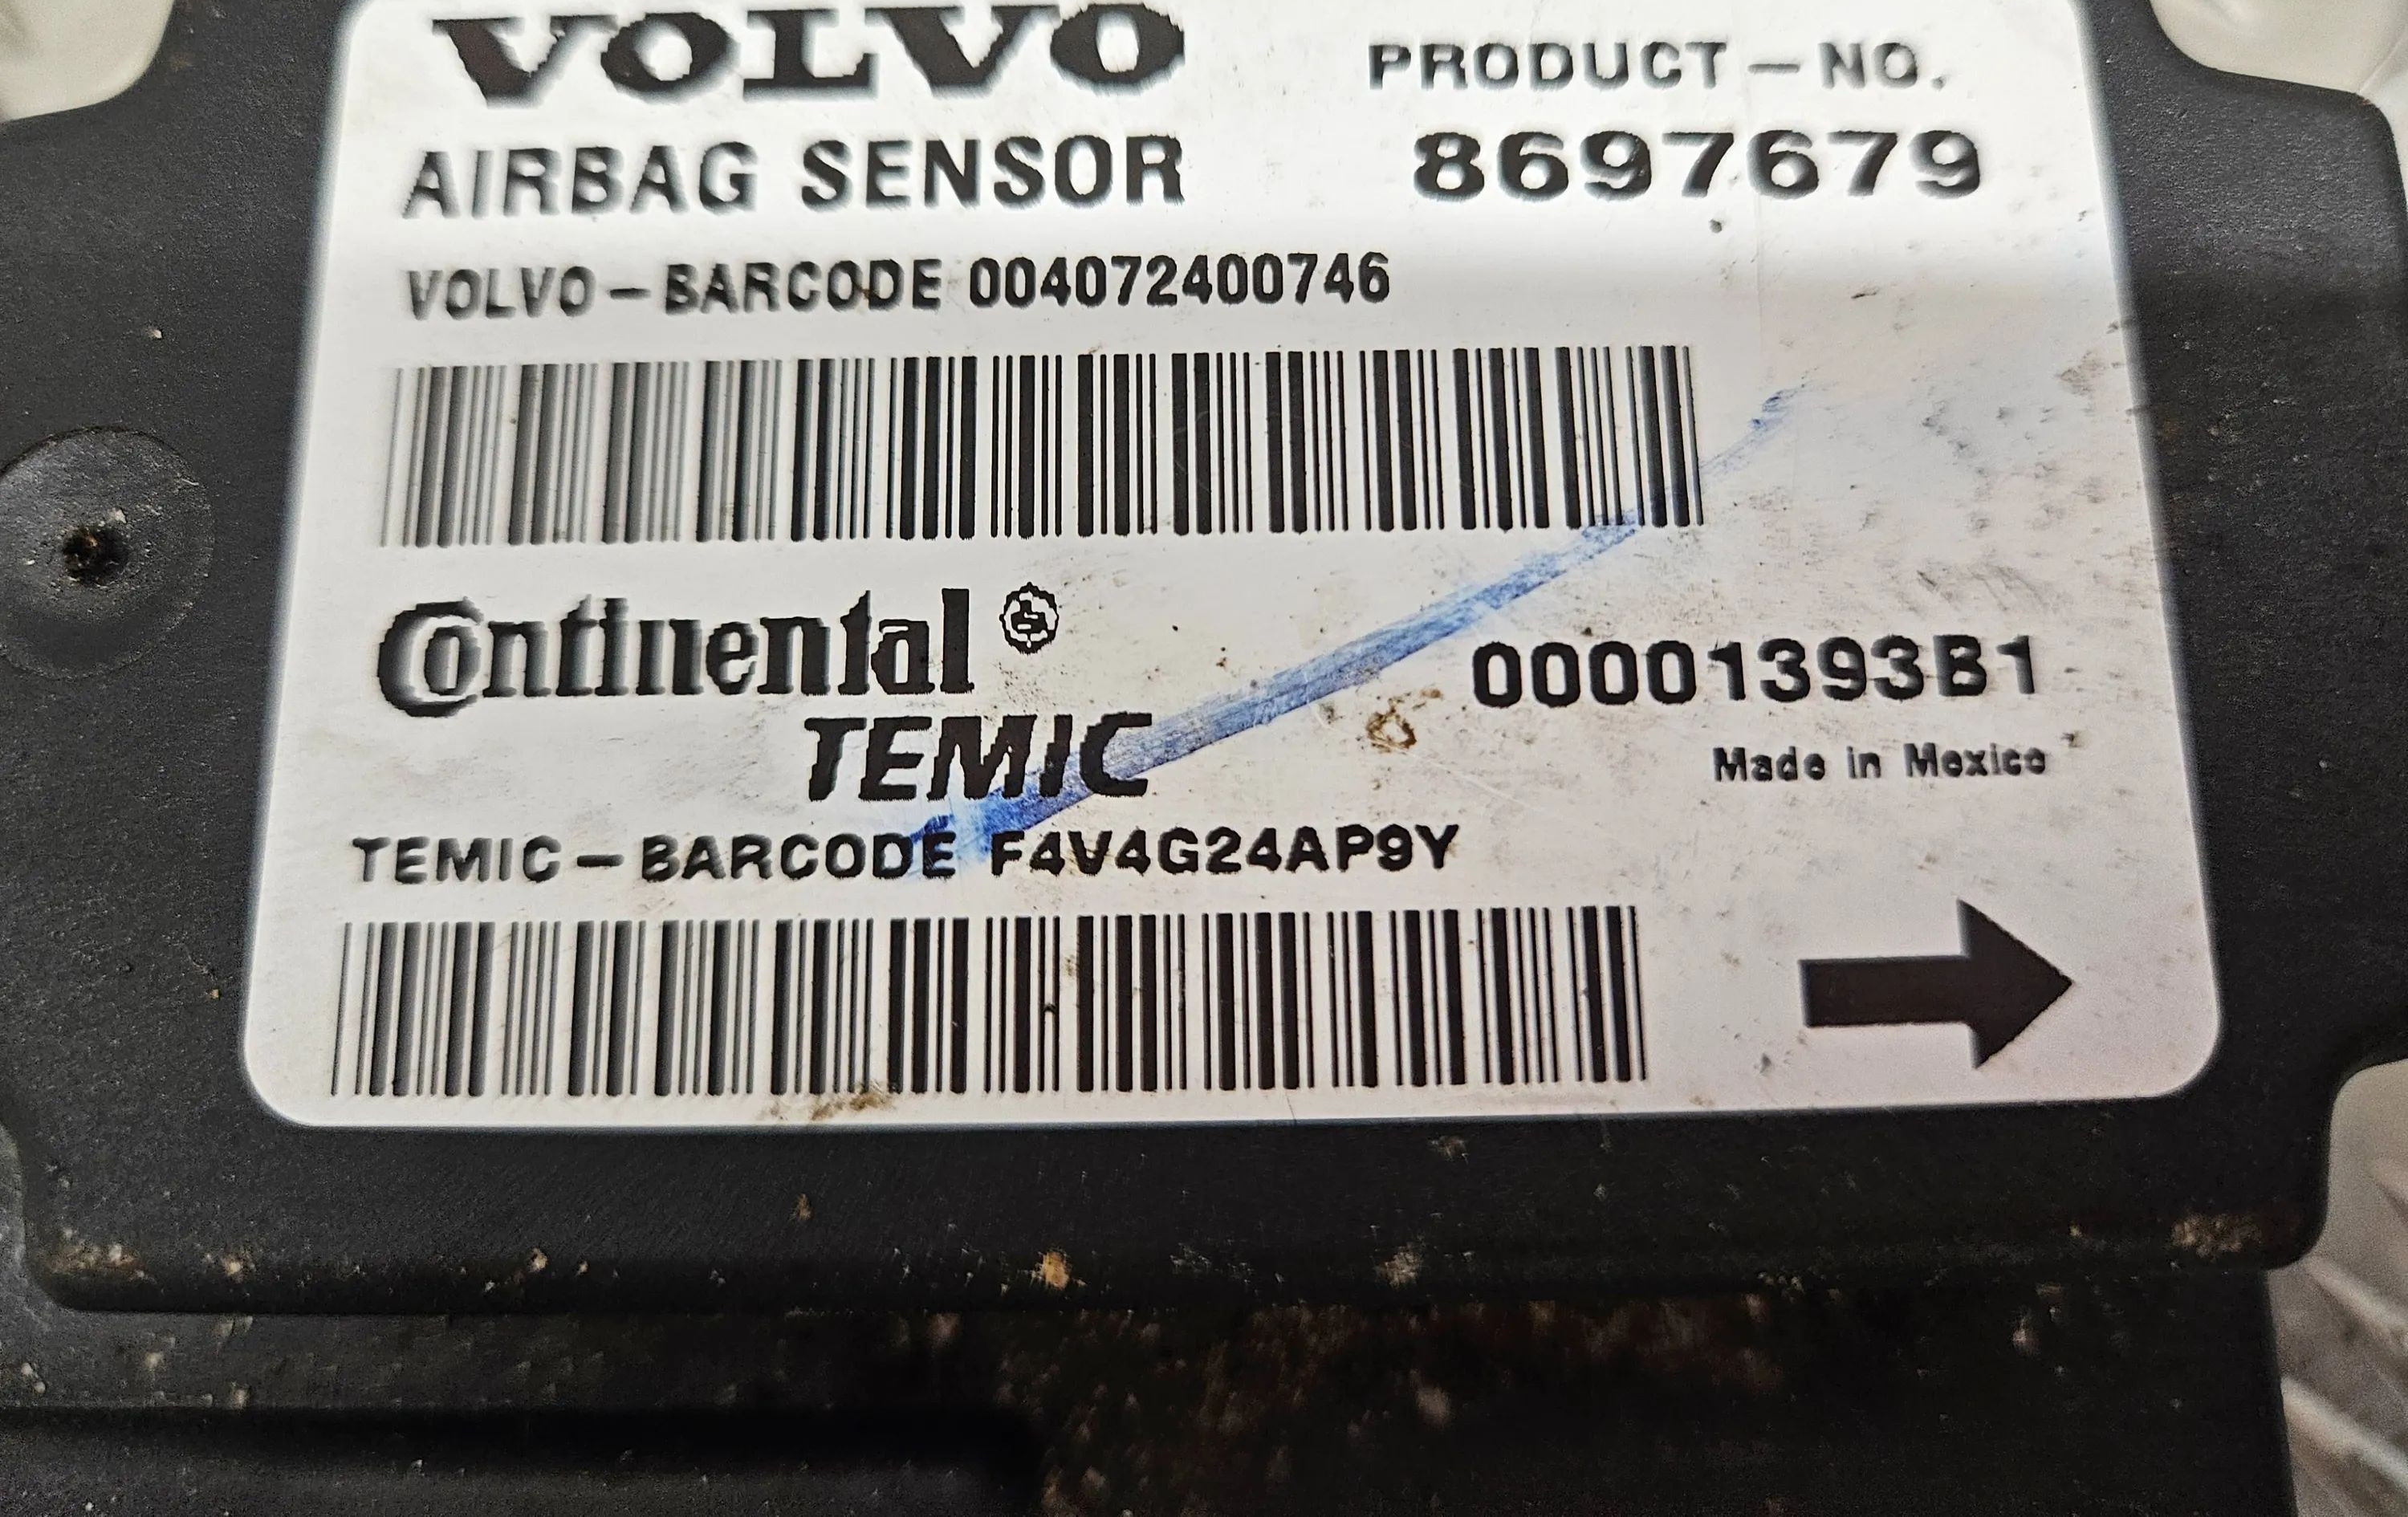 VOLVO
PRODUCT-NO.
AIRBAG SENSOR
8697679
VOLVO-BARCODE 004072400746
Continental
TEMIC
00001393B1
Made in Mexico
TEMIC-BARCODE F4V4G24AP9Y